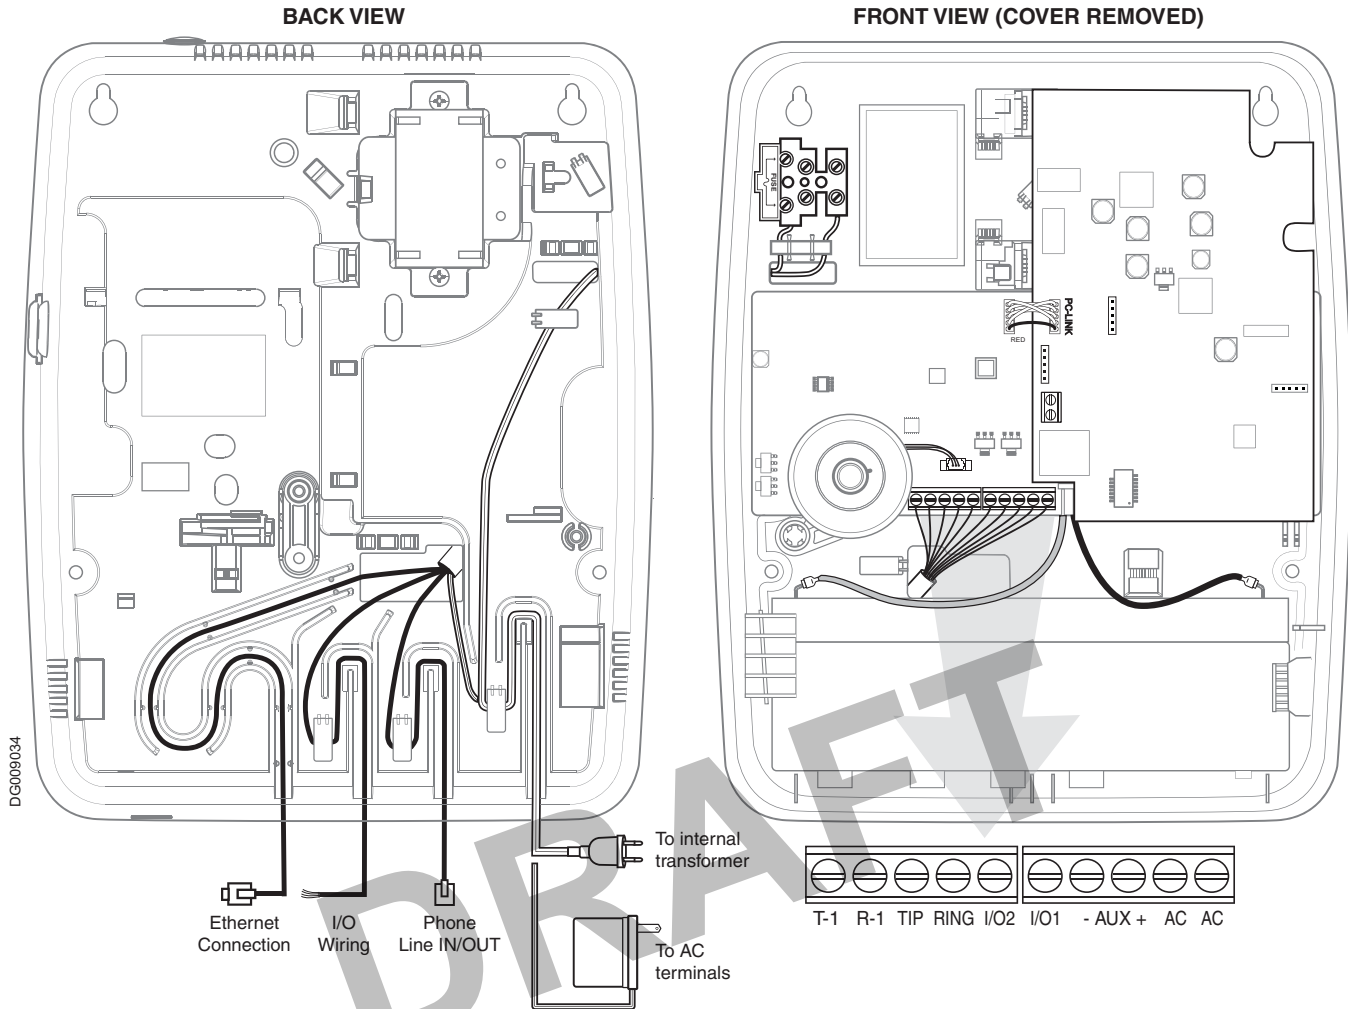 BACK VIEW
FRONT VIEW (COVER REMOVED)
FUSE
PC-LINK
RED
DG009034
DRAFT
To internal
transformer
Ethernet
Connection
I/O
Wiring
Phone
Line IN/OUT
To AC
terminals
T-1 R-1 TIP RING I/O2 I/O1 - AUX + AC AC